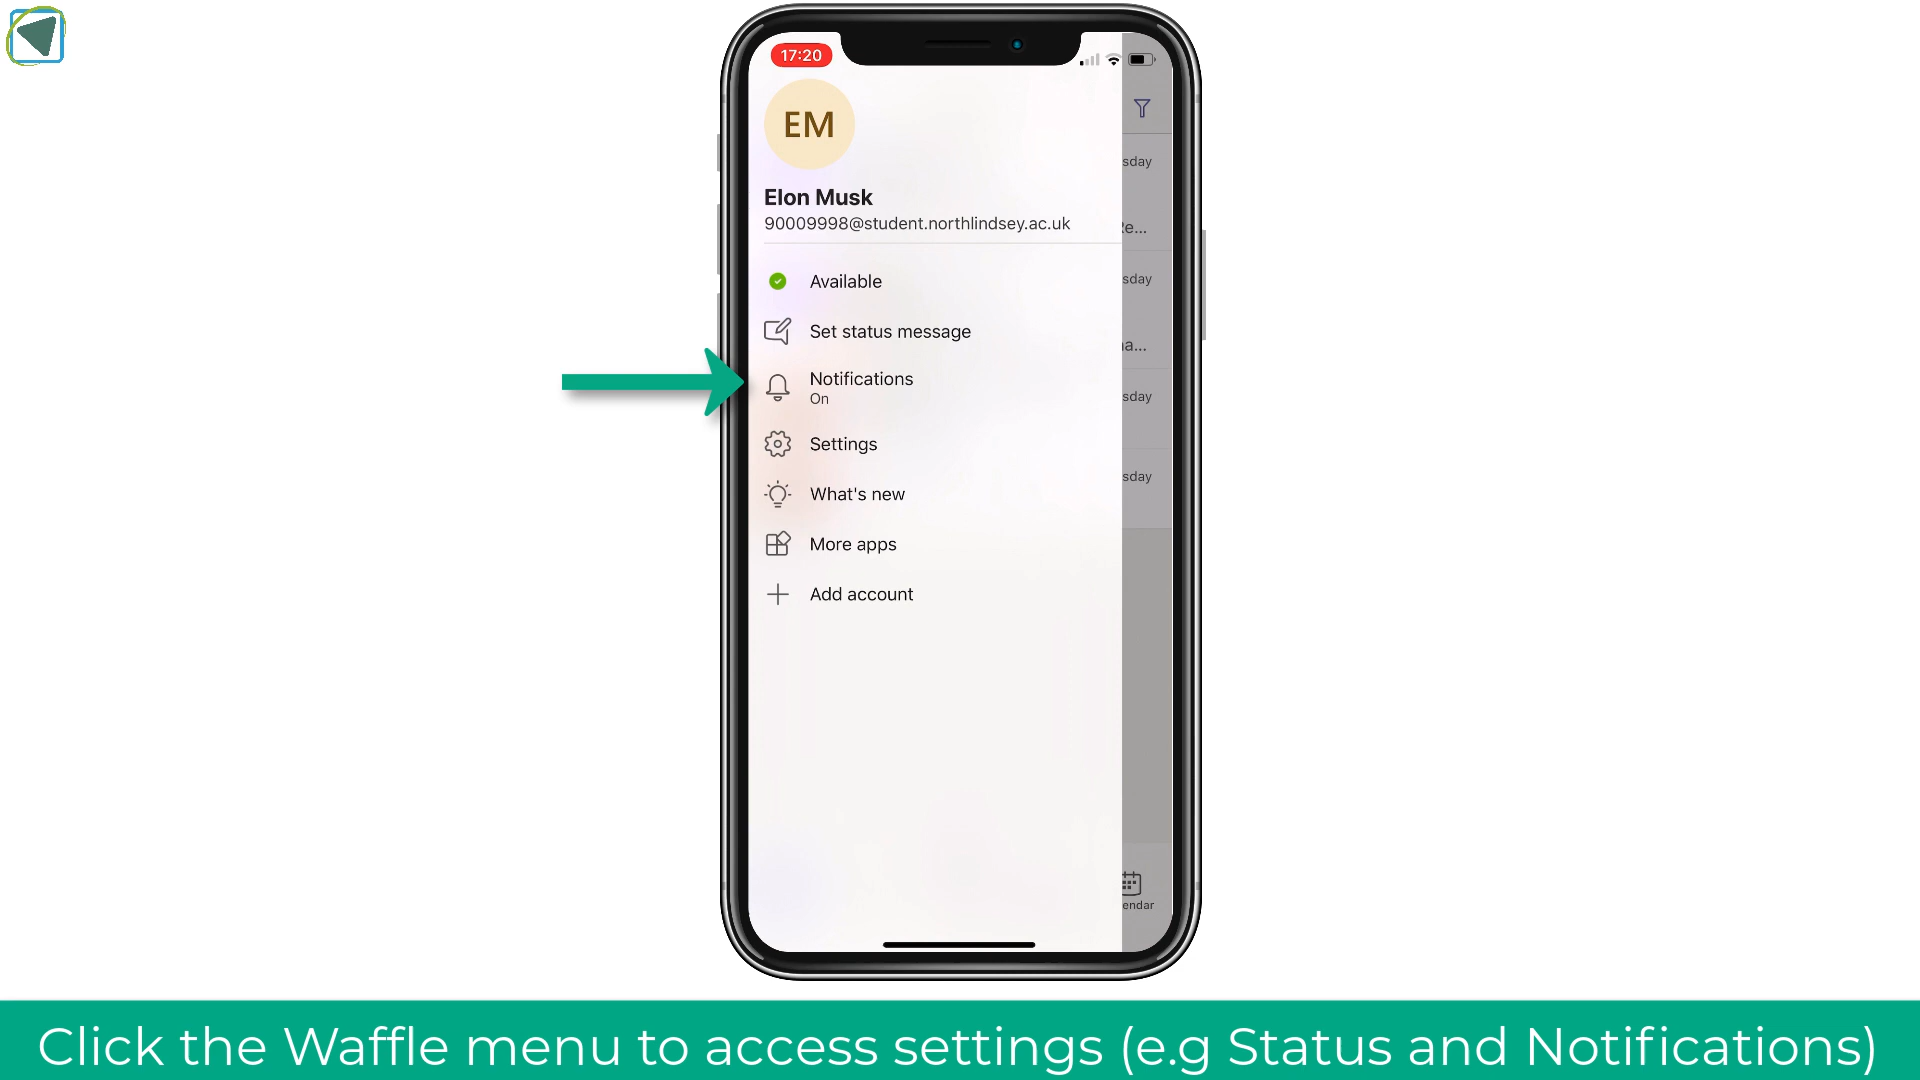 17:20
EM
Elon Musk
90009998@student.northlindsey.ac.uk
Available
Set status message
Notifications
On
Settings
What's new
More apps
Add account
sday
sday
sday
sday
endar
Click the Waffle menu to access settings (e.g Status and Notifications)